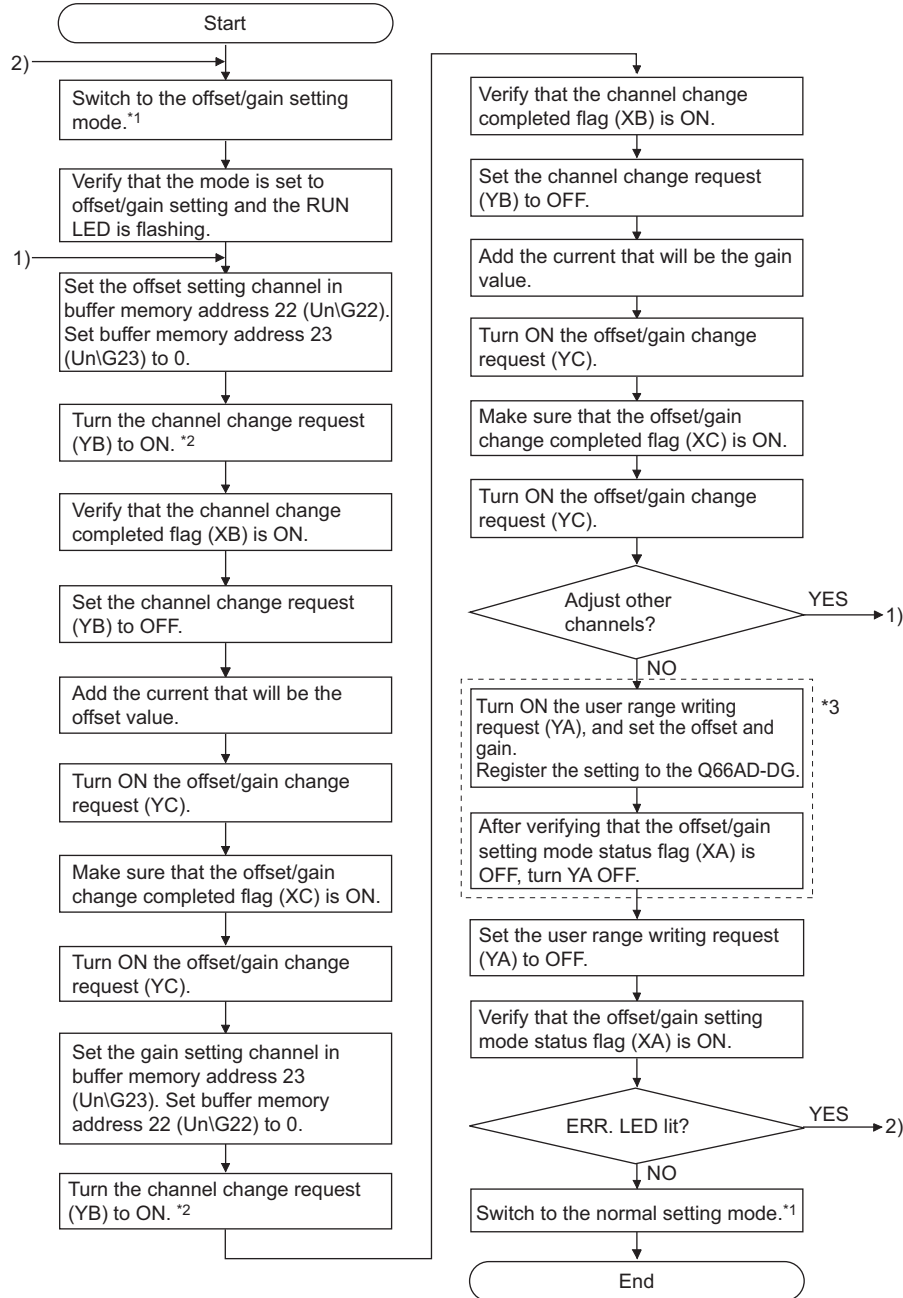 Start
2)
Switch to the offset/gain setting
mode.*1
Verify that the mode is set to
offset/gain setting and the RUN
LED is flashing.
1)
Set the offset setting channel in
buffer memory address 22 (Un\G22).
Set buffer memory address 23
(Un\G23) to 0.
Turn the channel change request
(YB) to ON. *2
Verify that the channel change
completed flag (XB) is ON.
Set the channel change request
(YB) to OFF.
Add the current that will be the
offset value.
Turn ON the offset/gain change
request (YC).
Make sure that the offset/gain
change completed flag (XC) is ON.
Turn ON the offset/gain change
request (YC).
Set the gain setting channel in
buffer memory address 23
(Un\G23). Set buffer memory
address 22 (Un\G22) to 0.
Turn the channel change request
(YB) to ON. *2
Verify that the channel change
completed flag (XB) is ON.
Set the channel change request
(YB) to OFF.
Add the current that will be the gain
value.
Turn ON the offset/gain change
request (YC).
Make sure that the offset/gain
change completed flag (XC) is ON.
Turn ON the offset/gain change
request (YC).
Adjust other
channels?
YES
1)
NO
*3
Turn ON the user range writing
request (YA), and set the offset and
gain.
Register the setting to the Q66AD-DG.
After verifying that the offset/gain
setting mode status flag (XA) is
OFF, turn YA OFF.
Set the user range writing request
(YA) to OFF.
Verify that the offset/gain setting
mode status flag (XA) is ON.
ERR. LED lit?
YES
2)
NO
Switch to the normal setting mode.*1
End